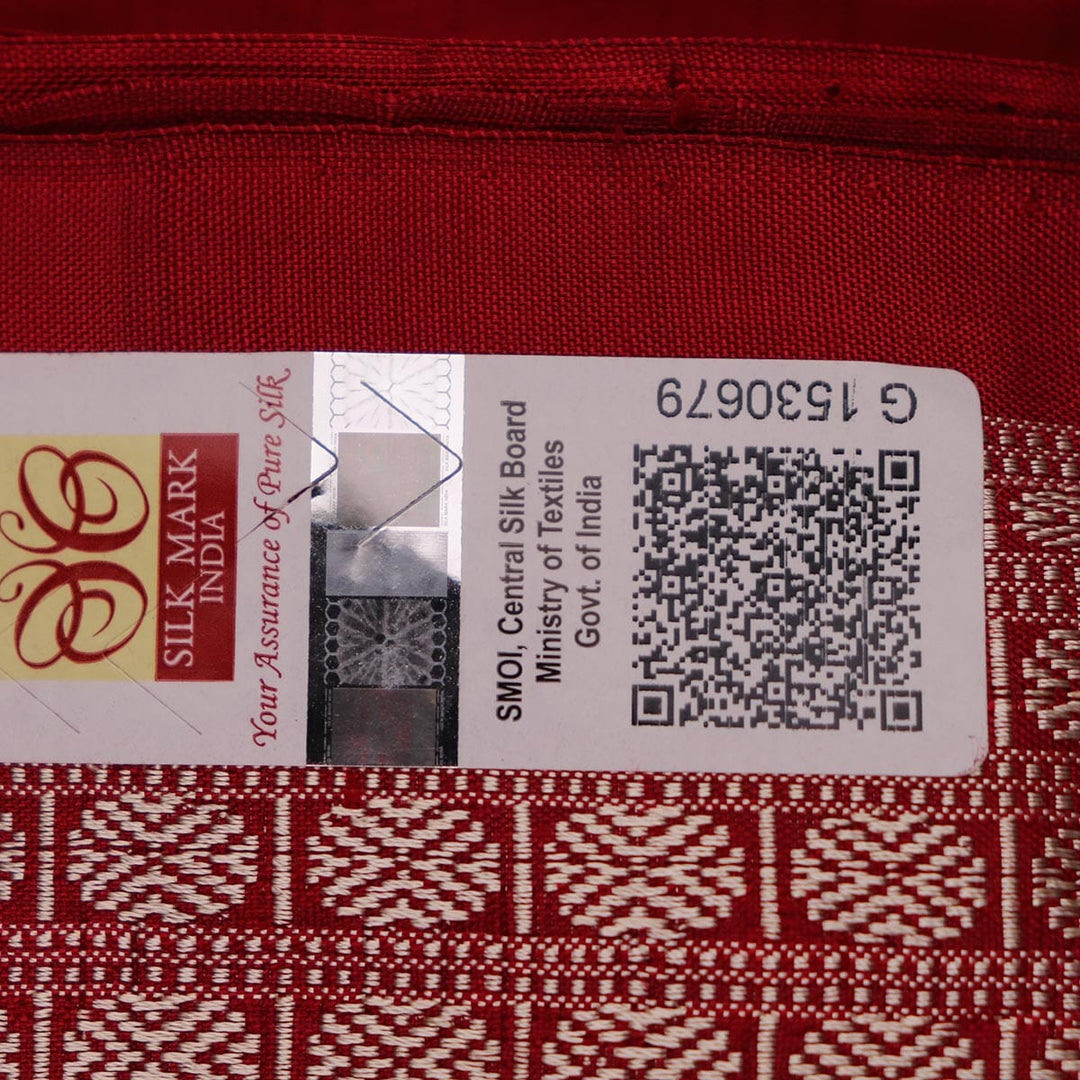 SILK MARK
INDIA
Your Assurance of Pure Silk
SMOI, Central Silk Board
Ministry of Textiles
Govt. of India
G 1530679